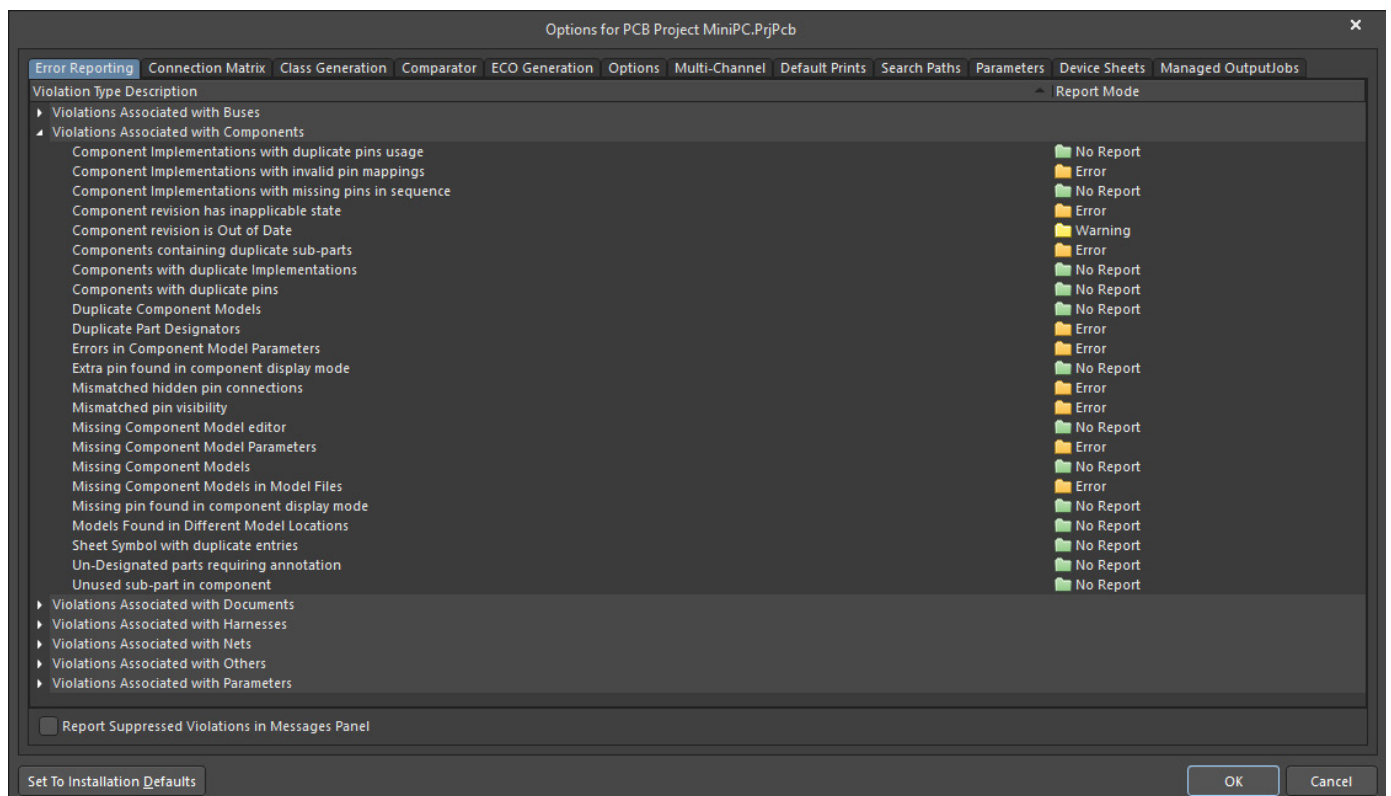 Options for PCB Project MiniPC.PrjPcb
Error Reporting Connection Matrix Class Generation Comparator ECO Generation Options Multi-Channel Default Prints Search Paths Parameters Device Sheets Managed OutputJobs
Violation Type Description Report Mode
Violations Associated with Buses
Violations Associated with Components
Component Implementations with duplicate pins usage No Report
Component Implementations with invalid pin mappings Error
Component Implementations with missing pins in sequence No Report
Component revision has inapplicable state Error
Component revision is Out of Date Warning
Components containing duplicate sub-parts Error
Components with duplicate Implementations No Report
Components with duplicate pins No Report
Duplicate Component Models No Report
Duplicate Part Designators Error
Errors in Component Model Parameters Error
Extra pin found in component display mode No Report
Mismatched hidden pin connections Error
Mismatched pin visibility Error
Missing Component Model editor No Report
Missing Component Model Parameters Error
Missing Component Models No Report
Missing Component Models in Model Files Error
Missing pin found in component display mode No Report
Models Found in Different Model Locations No Report
Sheet Symbol with duplicate entries No Report
Un-Designated parts requiring annotation No Report
Unused sub-part in component No Report
Violations Associated with Documents
Violations Associated with Harnesses
Violations Associated with Nets
Violations Associated with Others
Violations Associated with Parameters
Report Suppressed Violations in Messages Panel
Set To Installation Defaults OK Cancel